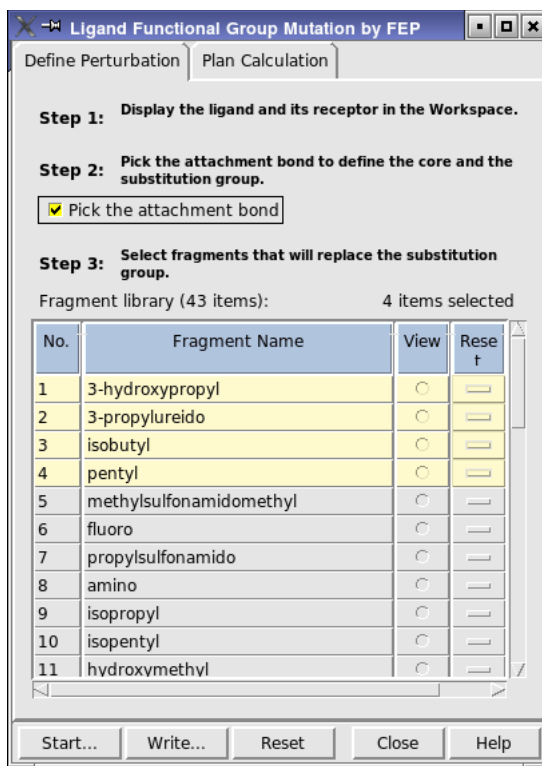 Ligand Functional Group Mutation by FEP
Define Perturbation Plan Calculation
Step 1: Display the ligand and its receptor in the Workspace.
Step 2: Pick the attachment bond to define the core and the
substitution group.
Pick the attachment bond
Step 3: Select fragments that will replace the substitution
group.
Fragment library (43 items): 4 items selected
No. Fragment Name View Rese
t
1 3-hydroxypropyl
2 3-propylureido
3 isobutyl
4 pentyl
5 methylsulfonamidomethyl
6 fluoro
7 propylsulfonamido
8 amino
9 isopropyl
10 isopentyl
11 hydroxymethyl
Start... Write... Reset Close Help